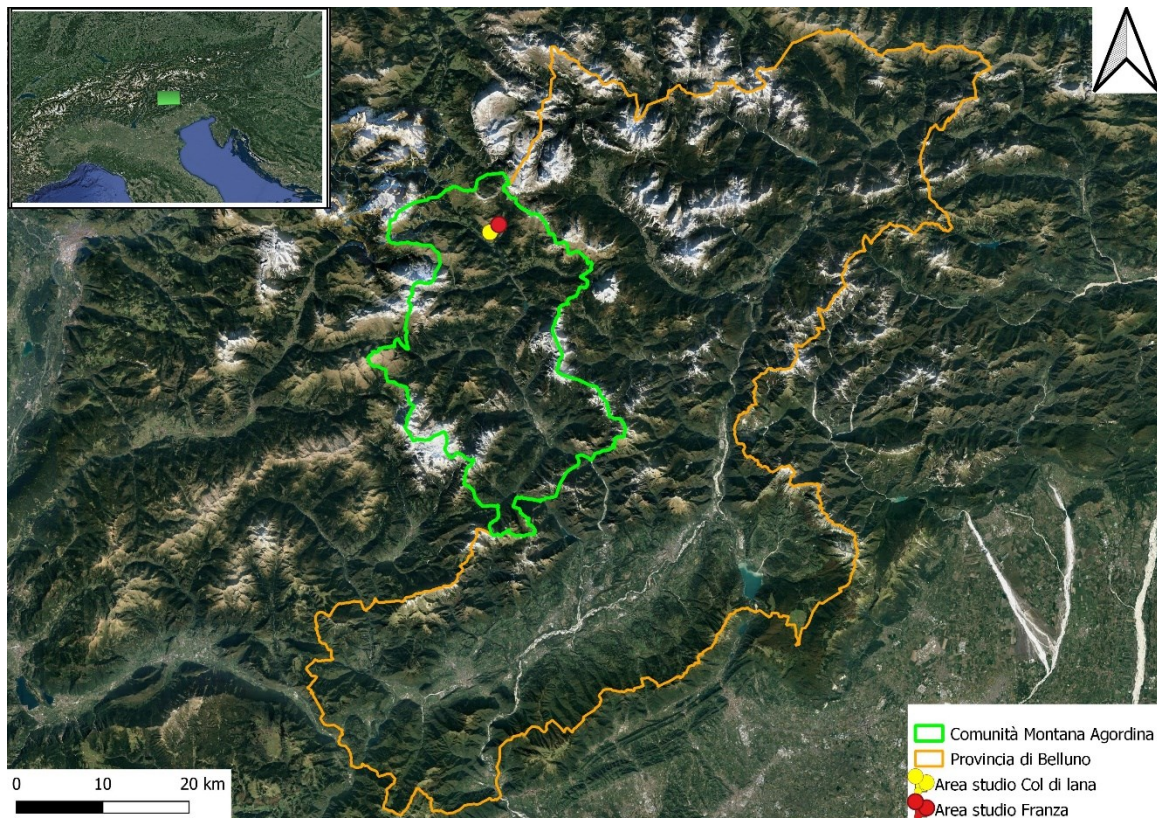 Comunità Montana Agordina
Provincia di Belluno
Area studio Col di lana
Area studio Franza
0 10 20 km